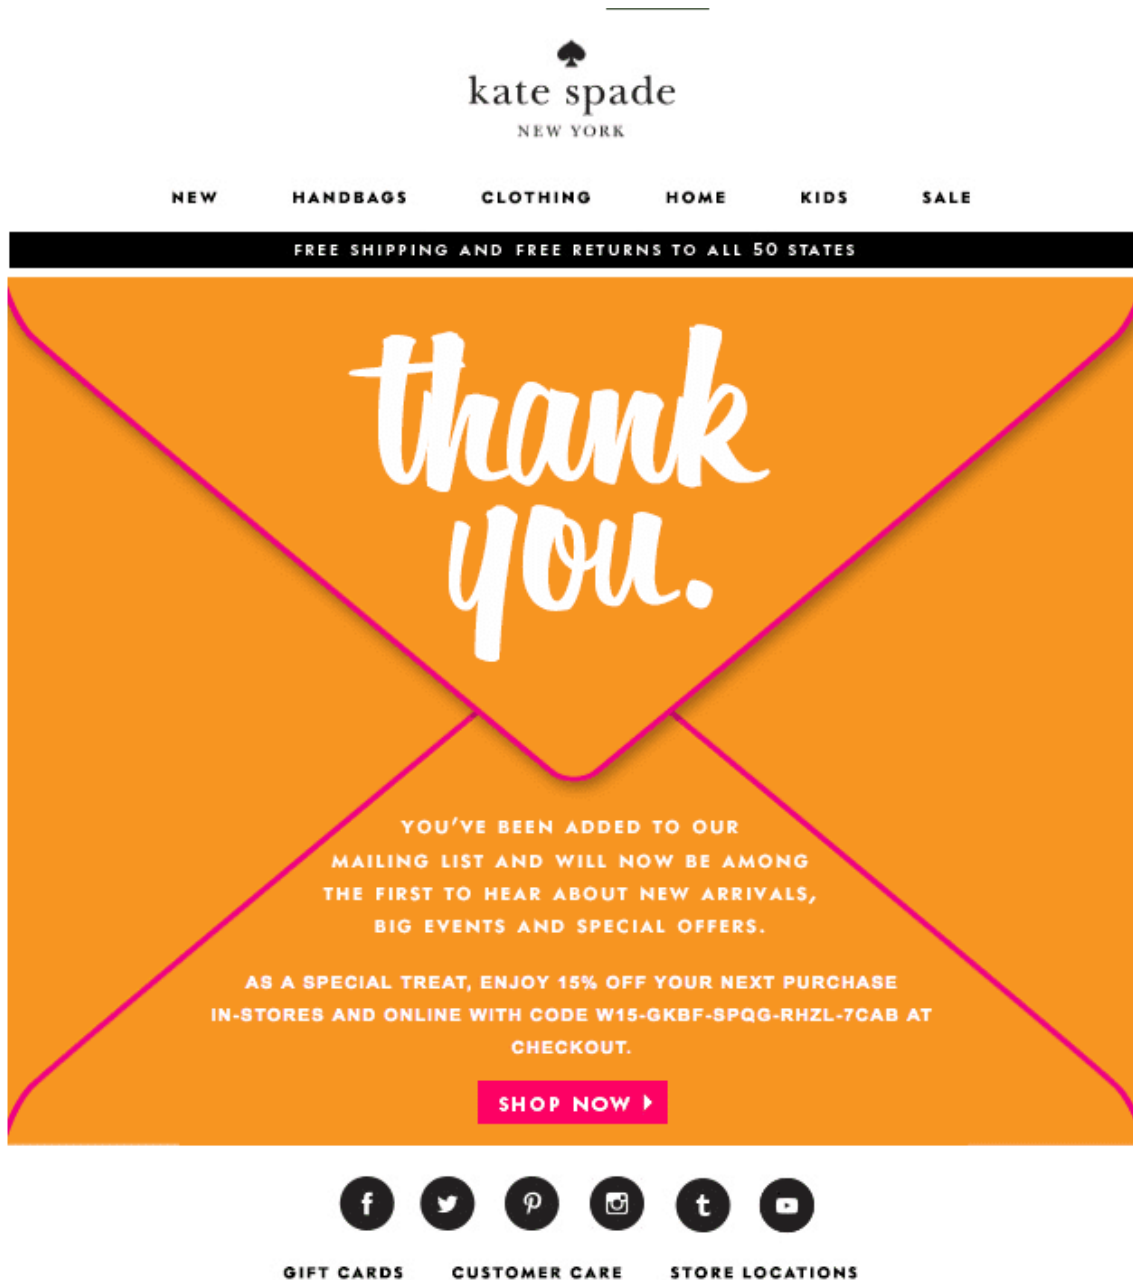 kate spade
NEW YORK
NEW HANDBAGS CLOTHING HOME KIDS SALE
FREE SHIPPING AND FREE RETURNS TO ALL 50 STATES
thank
you.
YOU'VE BEEN ADDED TO OUR
MAILING LIST AND WILL NOW BE AMONG
THE FIRST TO HEAR ABOUT NEW ARRIVALS,
BIG EVENTS AND SPECIAL OFFERS.
AS A SPECIAL TREAT, ENJOY 15% OFF YOUR NEXT PURCHASE
IN-STORES AND ONLINE WITH CODE W15-GKBF-SPQG-RHZL-7CAB AT
CHECKOUT.
SHOP NOW
GIFT CARDS CUSTOMER CARE STORE LOCATIONS